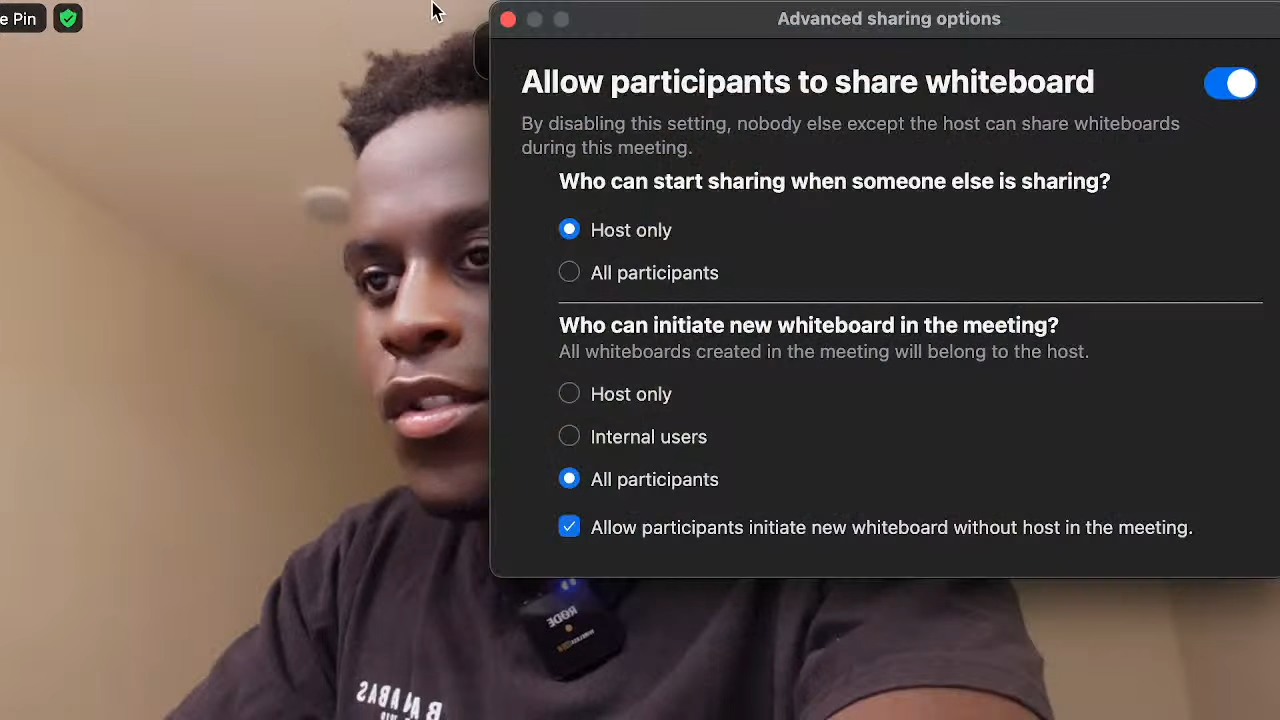 e Pin
Advanced sharing options
Allow participants to share whiteboard
By disabling this setting, nobody else except the host can share whiteboards
during this meeting.
Who can start sharing when someone else is sharing?
Host only
All participants
Who can initiate new whiteboard in the meeting?
All whiteboards created in the meeting will belong to the host.
Host only
Internal users
All participants
Allow participants initiate new whiteboard without host in the meeting.
RØDE